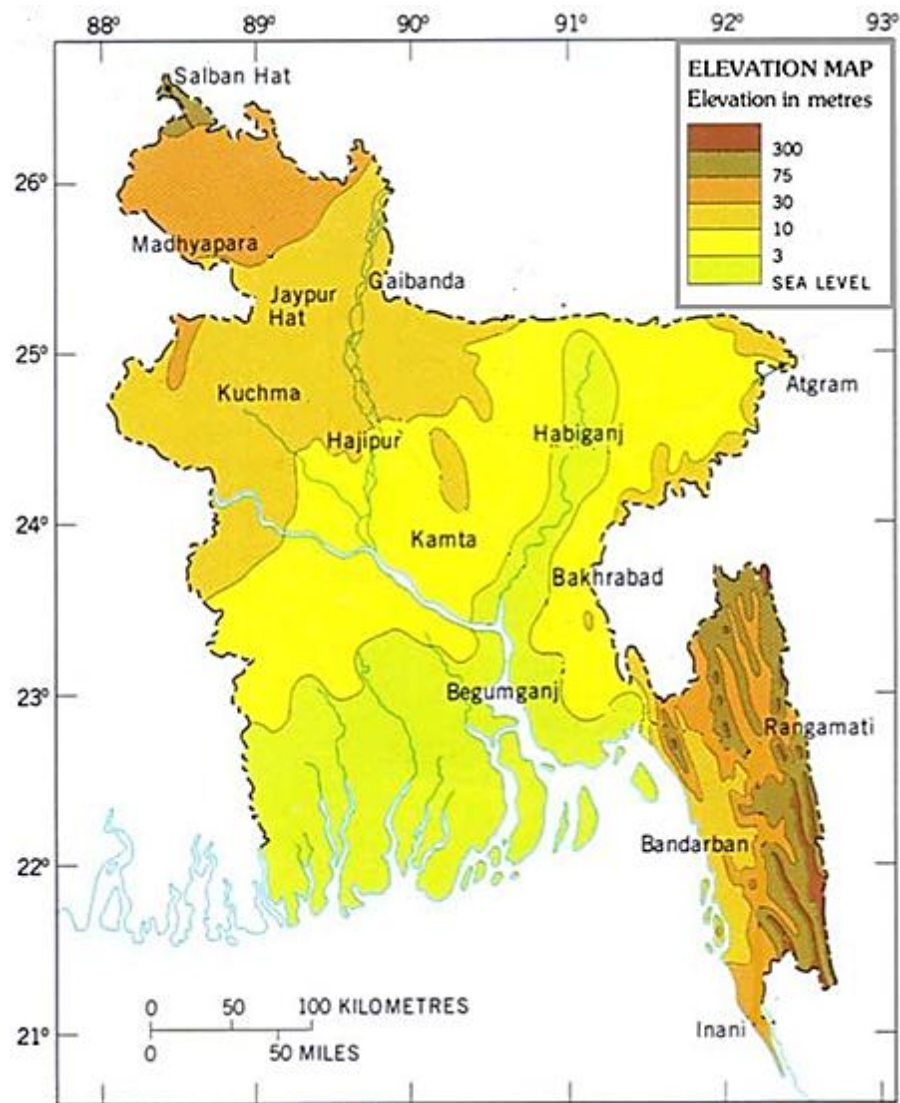 88° 89° 90° 91° 92° 93°
Salban Hat
ELEVATION MAP
Elevation in metres
300
75
30
10
3
SEA LEVEL
26°
Madhyapara
Gaibanda
Jaypur
Hat
25°
Atgram
Kuchma
Hajipur
Habiganj
24°
Kamta
Bakhrabad
23°
Begumganj
Rangamati
22°
Bandarban
0 50 100 KILOMETRES
21°
Inani
0 50 MILES